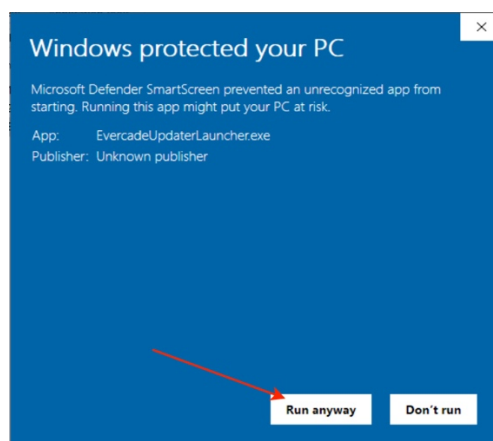 Windows protected your PC
Microsoft Defender SmartScreen prevented an unrecognized app from
starting. Running this app might put your PC at risk.
App: EvercadeUpdaterLauncher.exe
Publisher: Unknown publisher
Run anyway
Don't run